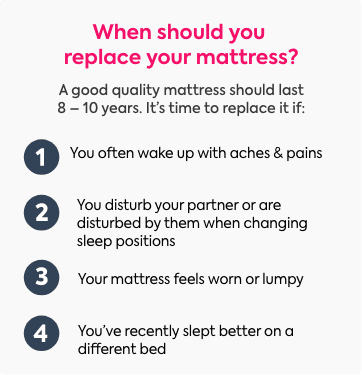 When should you
replace your mattress?
A good quality mattress should last
8 – 10 years. It's time to replace it if:
1 You often wake up with aches & pains
2 You disturb your partner or are
disturbed by them when changing
sleep positions
3 Your mattress feels worn or lumpy
4 You've recently slept better on a
different bed